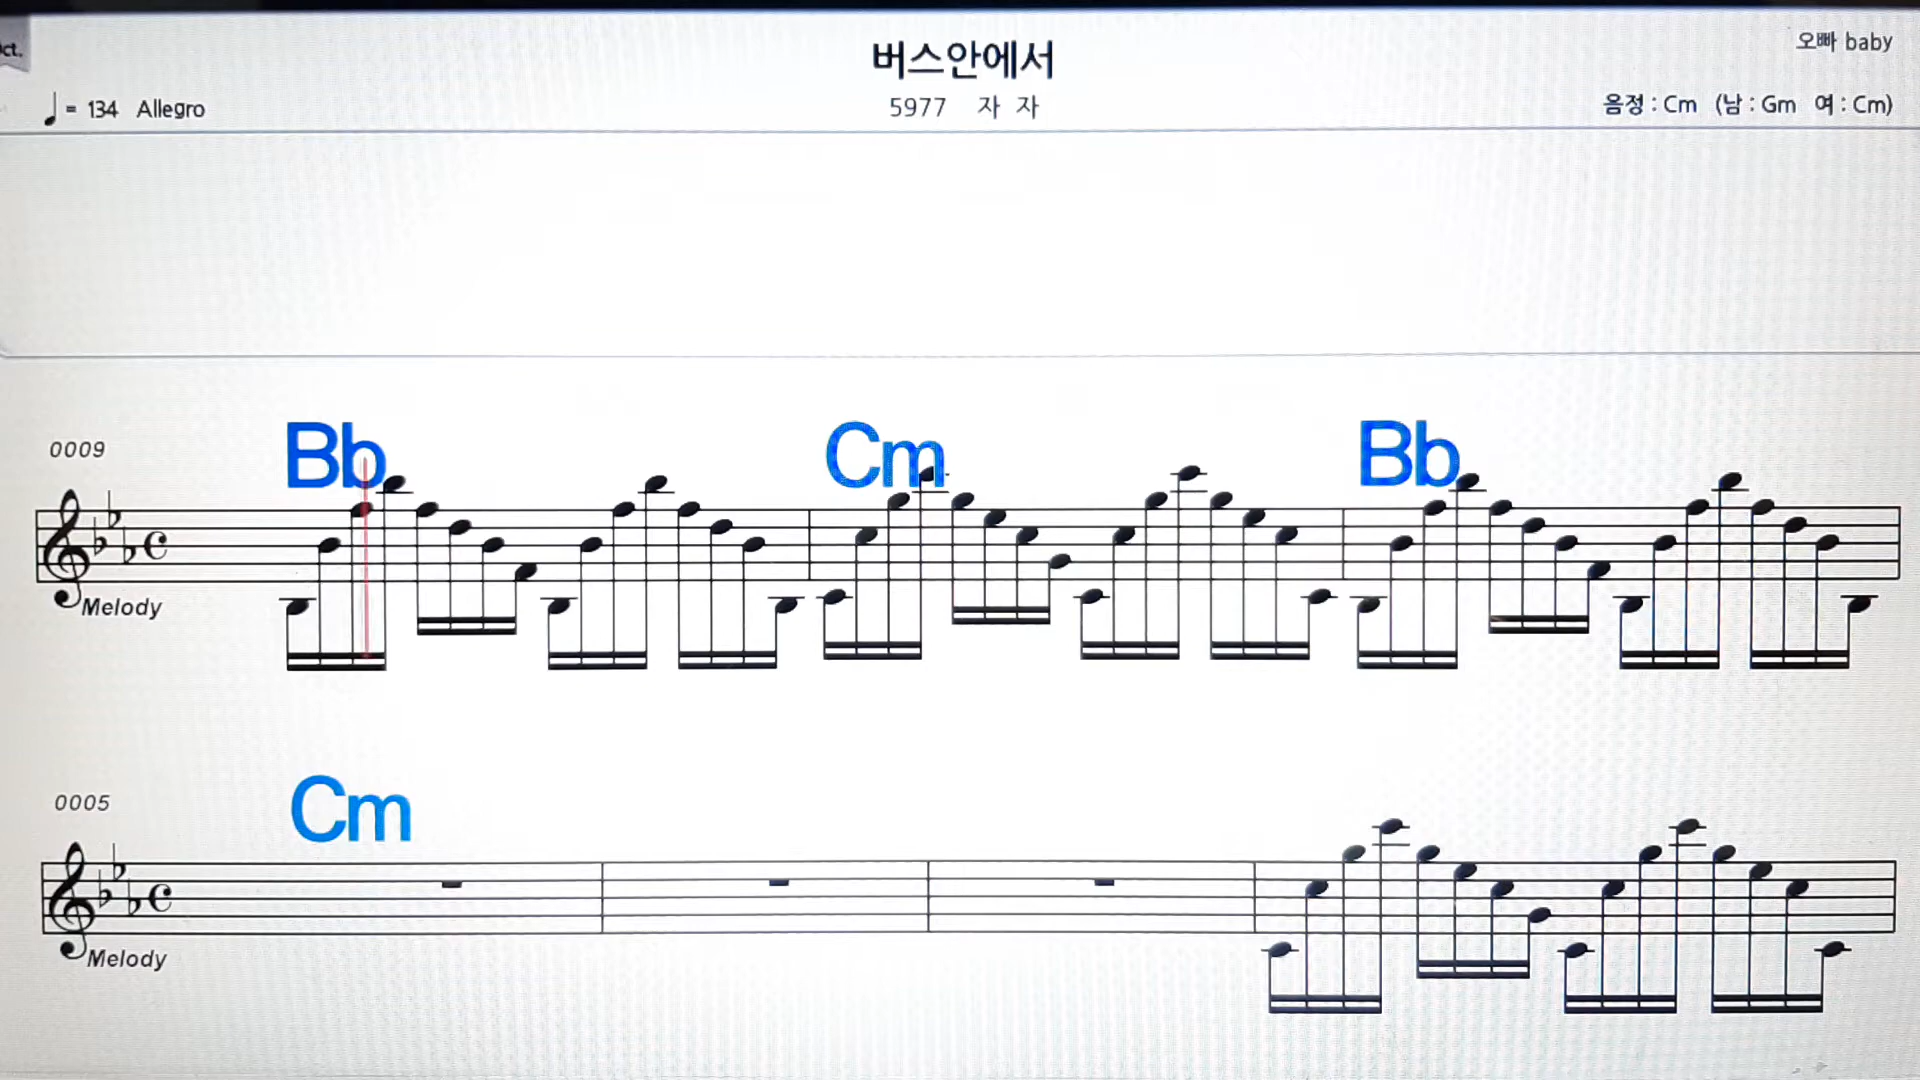 ct.
오빠 baby
버스안에서
♩ = 134 Allegro
5977 자 자
음정 : Cm (남 : Gm 여 : Cm)
0009
Bb Cm Bb
Melody
0005
Cm
Melody